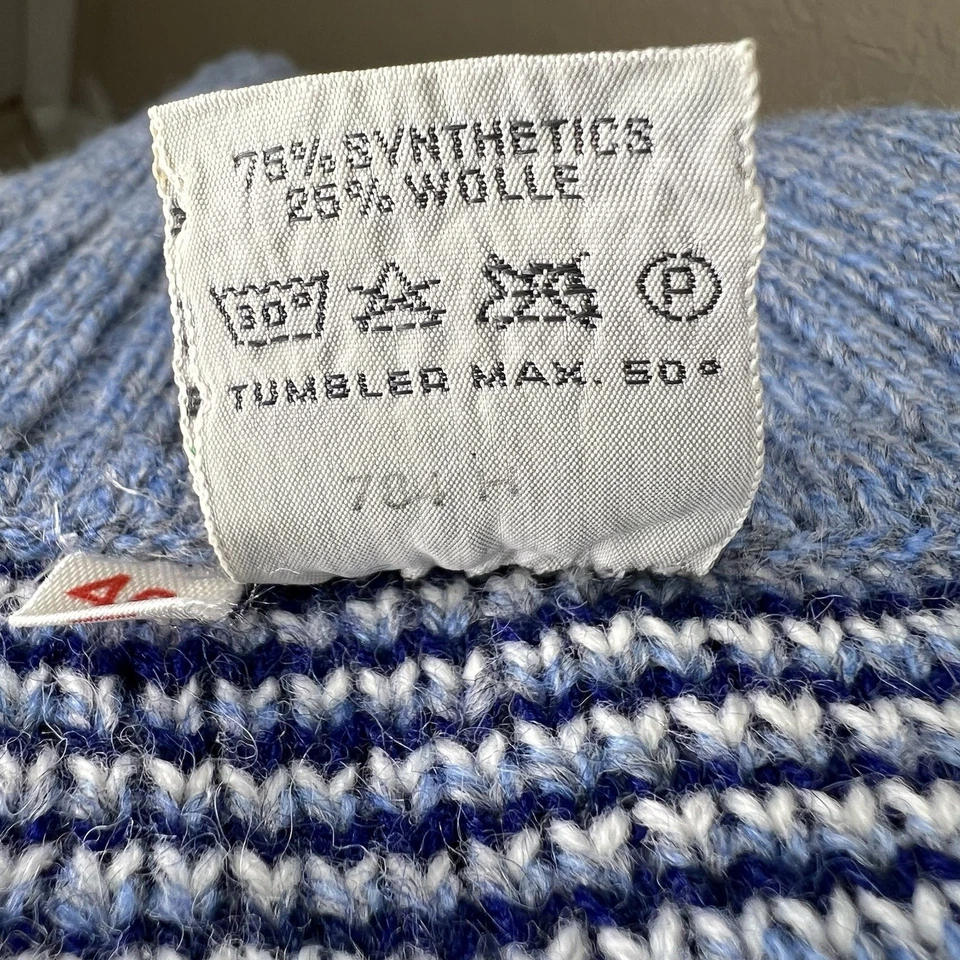 75% SYNTHETICS
25% WOLLE
30° P
TUMBLER MAX. 50°